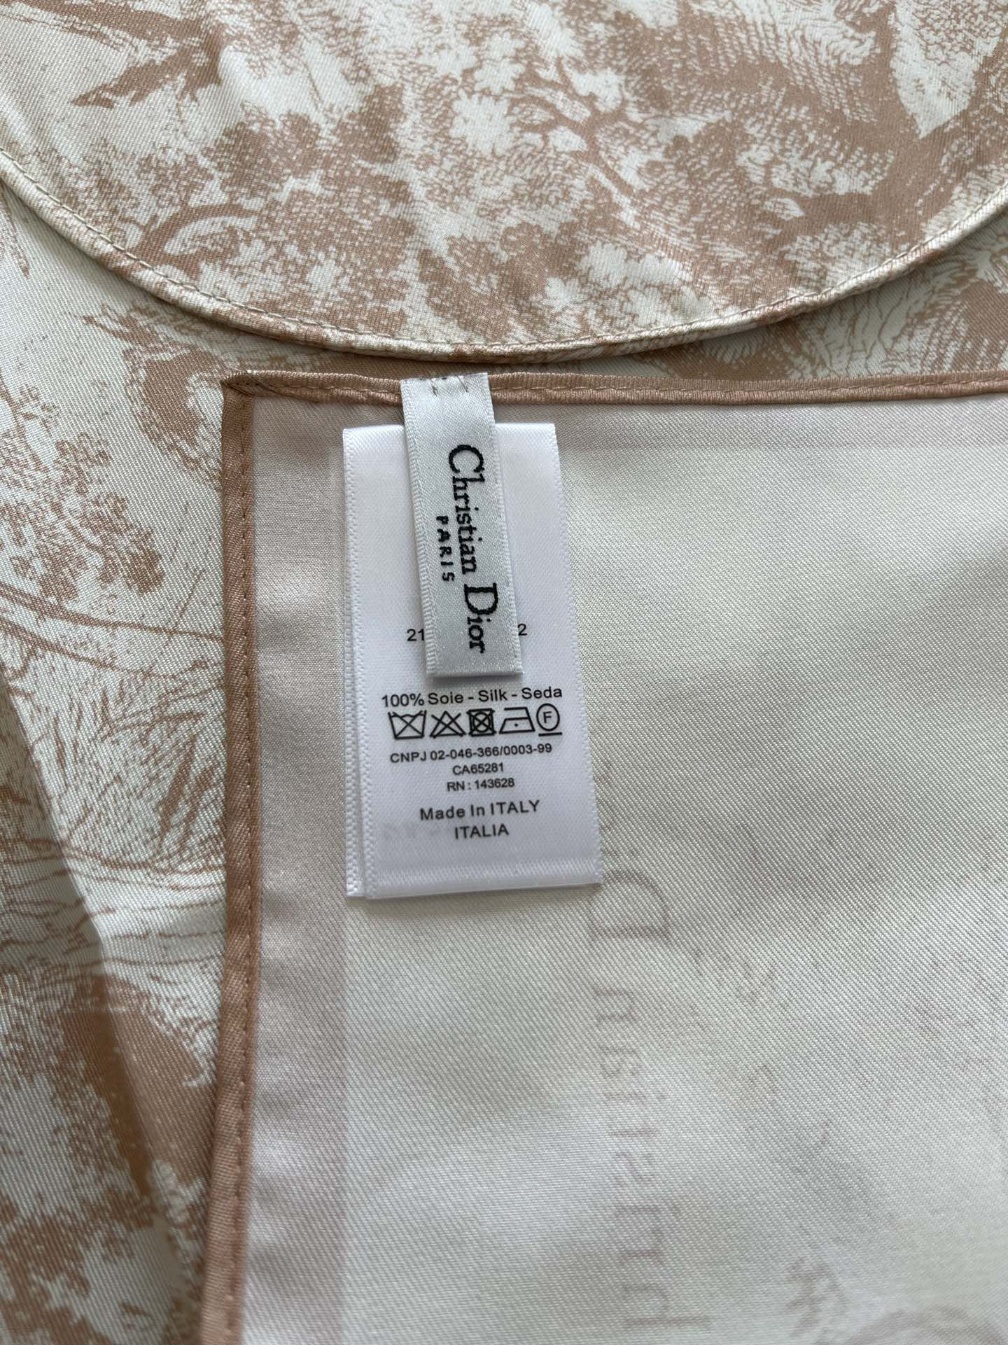 Christian Dior
PARIS
21 2
100% Soie - Silk - Seda
F
CNPJ 02-046-366/0003-99
CA65281
RN : 143628
Made In ITALY
ITALIA
Christian D